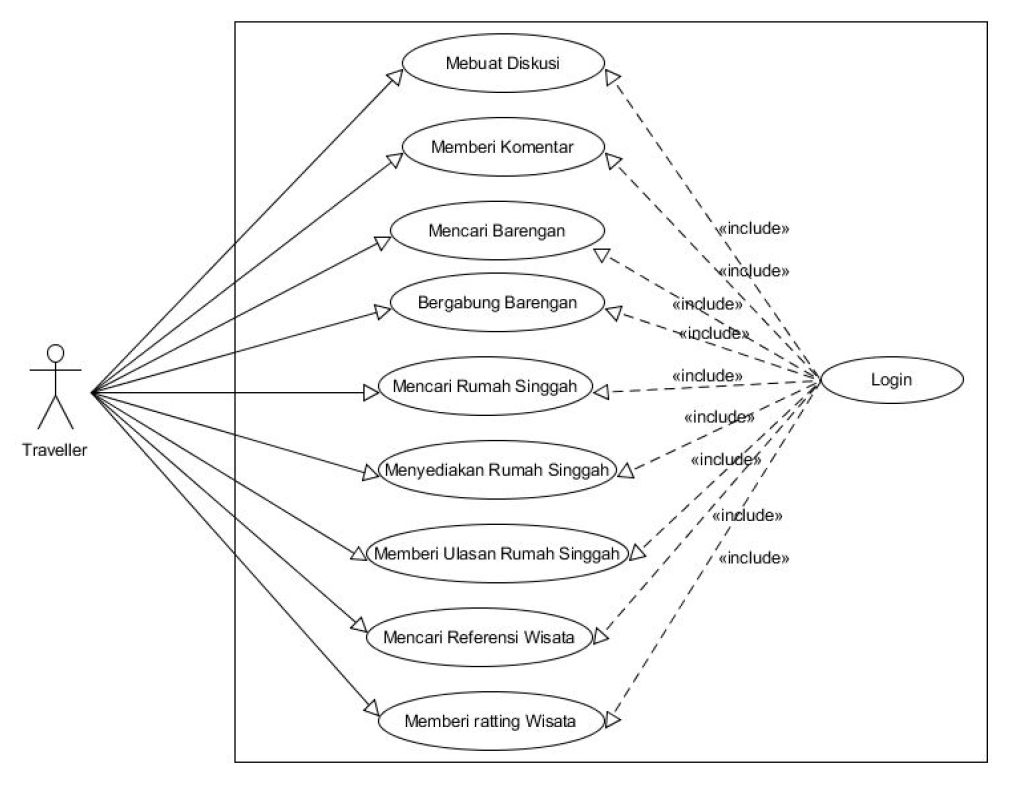 Mebuat Diskusi
Memberi Komentar
Mencari Barengan
«include»
«include»
Bergabung Barengan
«include»
«include»
Mencari Rumah Singgah
«include»
Login
Traveller
«include»
Menyediakan Rumah Singgah
«include»
«include»
Memberi Ulasan Rumah Singgah
«include»
Mencari Referensi Wisata
Memberi ratting Wisata